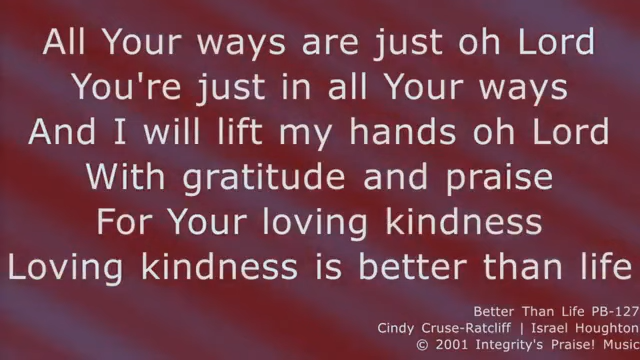 All Your ways are just oh Lord
You're just in all Your ways
And I will lift my hands oh Lord
With gratitude and praise
For Your loving kindness
Loving kindness is better than life
Better Than Life PB-127
Cindy Cruse-Ratcliff | Israel Houghton
© 2001 Integrity's Praise! Music